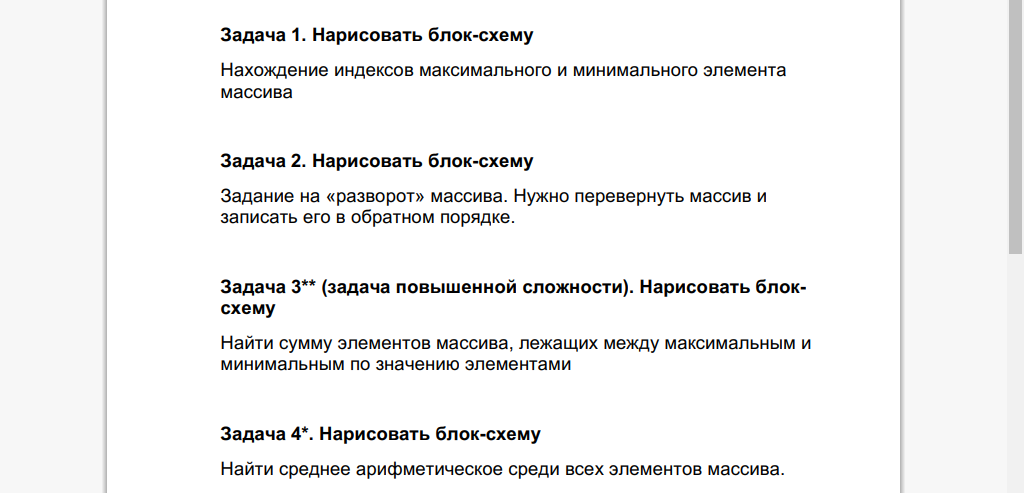 Задача 1. Нарисовать блок-схему
Нахождение индексов максимального и минимального элемента
массива
Задача 2. Нарисовать блок-схему
Задание на «разворот» массива. Нужно перевернуть массив и
записать его в обратном порядке.
Задача 3** (задача повышенной сложности). Нарисовать блок-
схему
Найти сумму элементов массива, лежащих между максимальным и
минимальным по значению элементами
Задача 4*. Нарисовать блок-схему
Найти среднее арифметическое среди всех элементов массива.